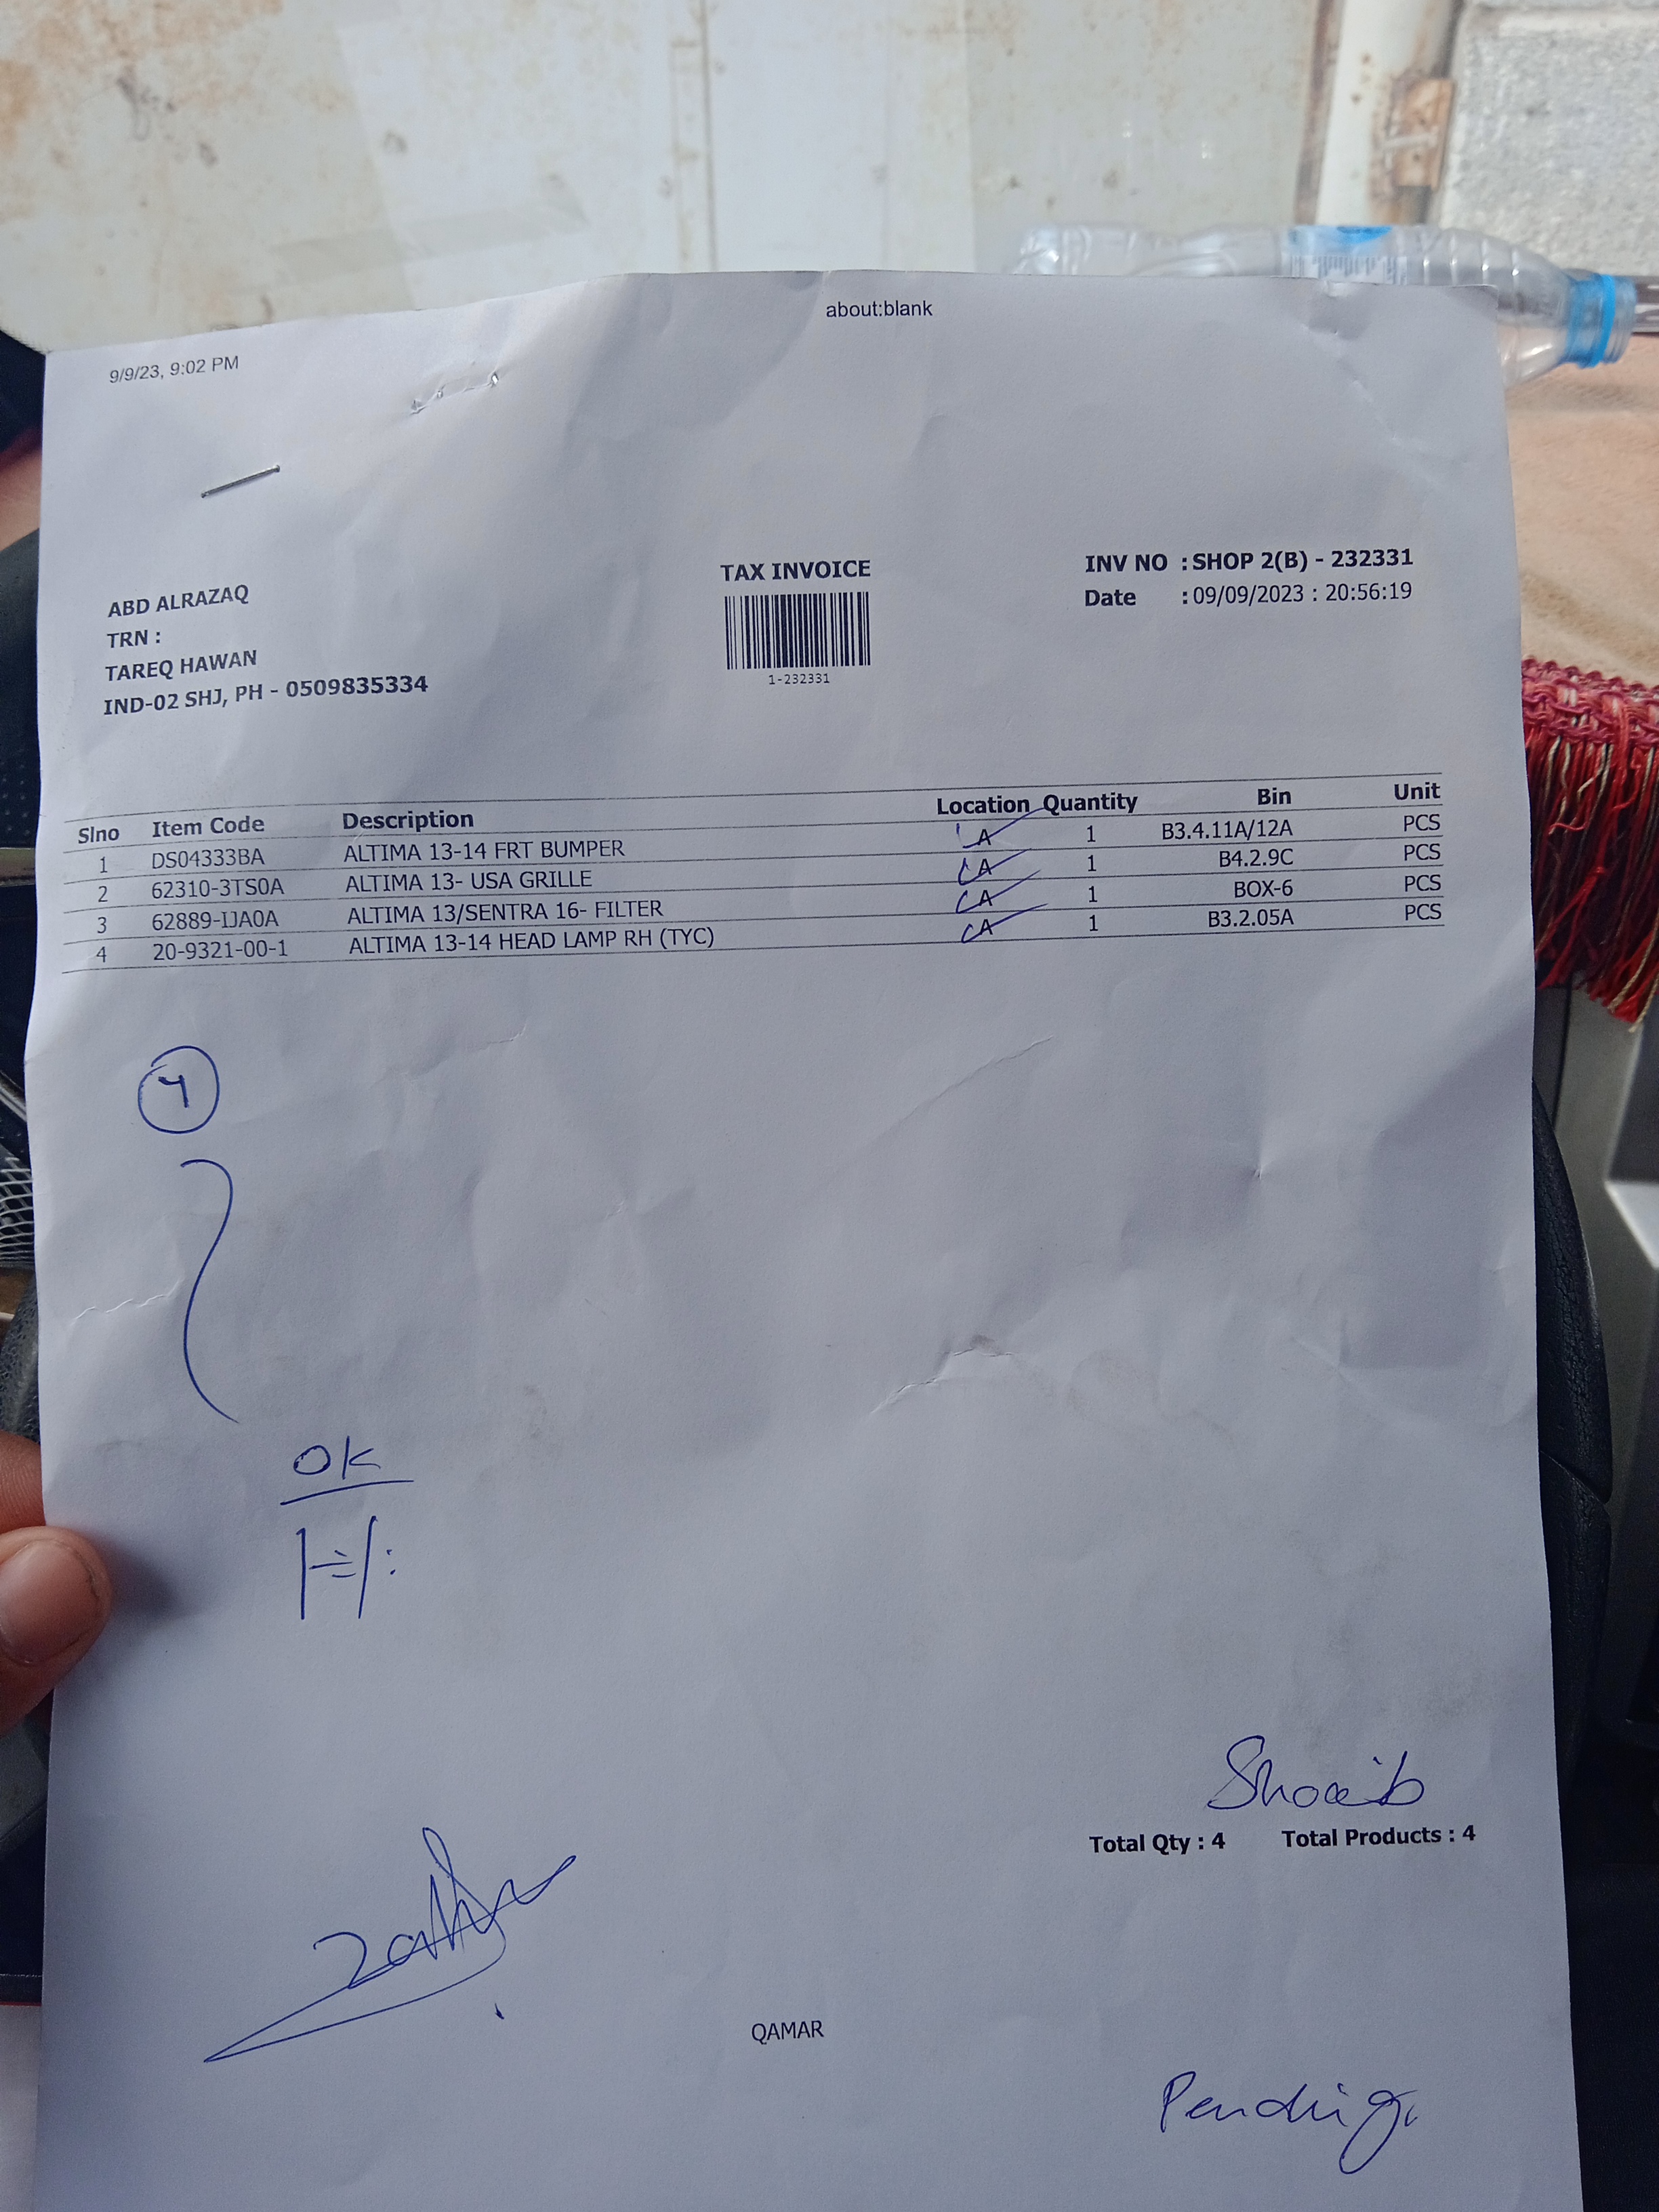 about:blank
9/9/23, 9:02 PM
TAX INVOICE
1-232331
INV NO : SHOP 2(B) - 232331
Date : 09/09/2023 : 20:56:19
ABD ALRAZAQ
TRN :
TAREQ HAWAN
IND-02 SHJ, PH - 0509835334
Slno Item Code Description Location Quantity Bin Unit
1 DS04333BA ALTIMA 13-14 FRT BUMPER CA 1 B3.4.11A/12A PCS
2 62310-3TS0A ALTIMA 13- USA GRILLE CA 1 B4.2.9C PCS
3 62889-IJA0A ALTIMA 13/SENTRA 16- FILTER CA 1 BOX-6 PCS
4 20-9321-00-1 ALTIMA 13-14 HEAD LAMP RH (TYC) CA 1 B3.2.05A PCS
4
OK
Shoaib
Total Qty : 4 Total Products : 4
QAMAR
Pending